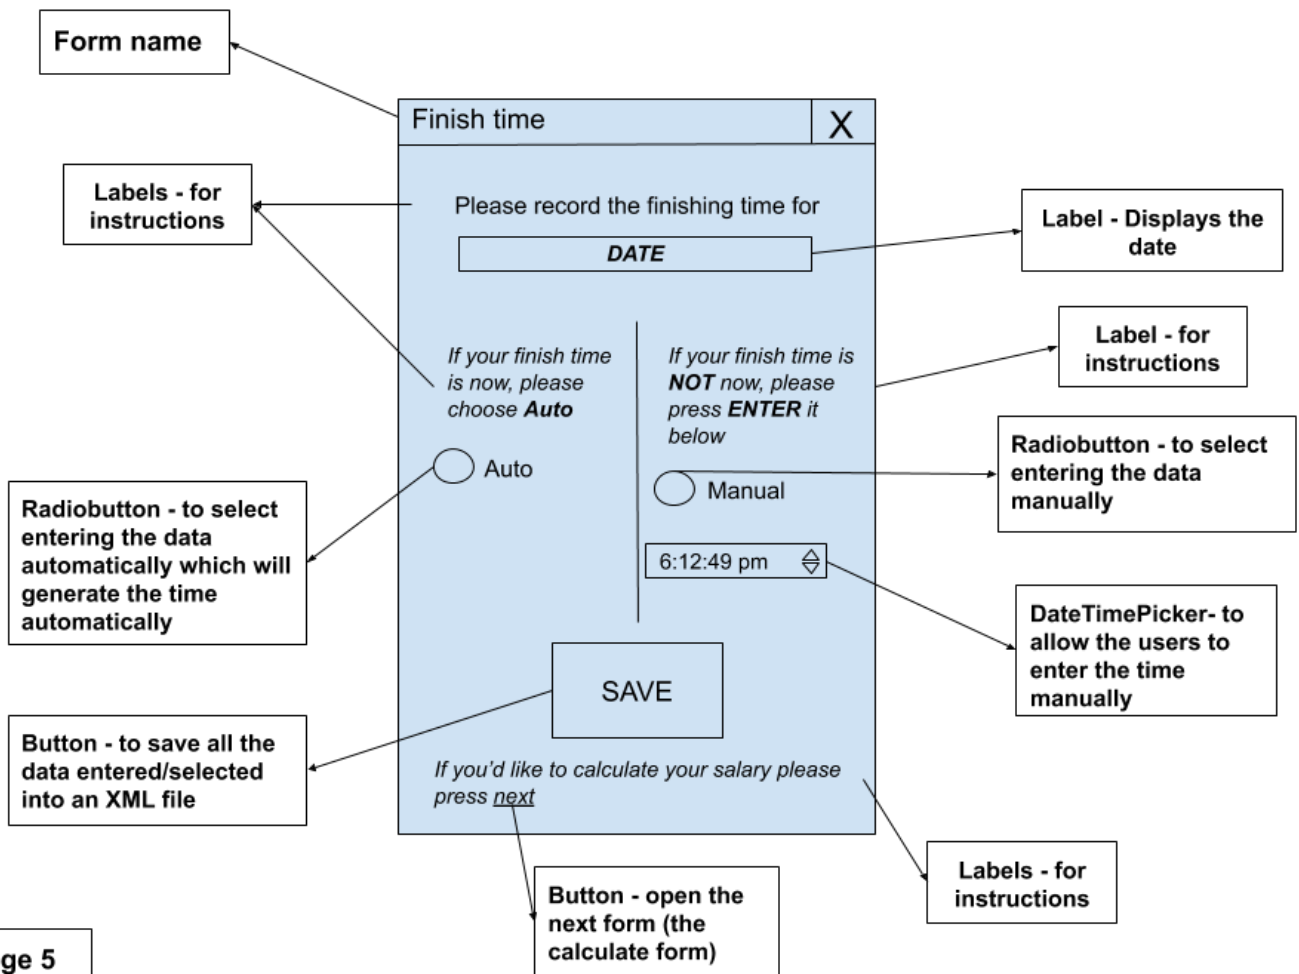 Form name
Finish time
X
Labels - for
instructions
Please record the finishing time for
DATE
Label - Displays the
date
If your finish time
is now, please
choose Auto
If your finish time is
NOT now, please
press ENTER it
below
Label - for
instructions
Auto
Manual
Radiobutton - to select
entering the data
manually
Radiobutton - to select
entering the data
automatically which will
generate the time
automatically
6:12:49 pm
DateTimePicker- to
allow the users to
enter the time
manually
SAVE
Button - to save all the
data entered/selected
into an XML file
If you'd like to calculate your salary please
press next
Labels - for
instructions
Button - open the
next form (the
calculate form)
ge 5